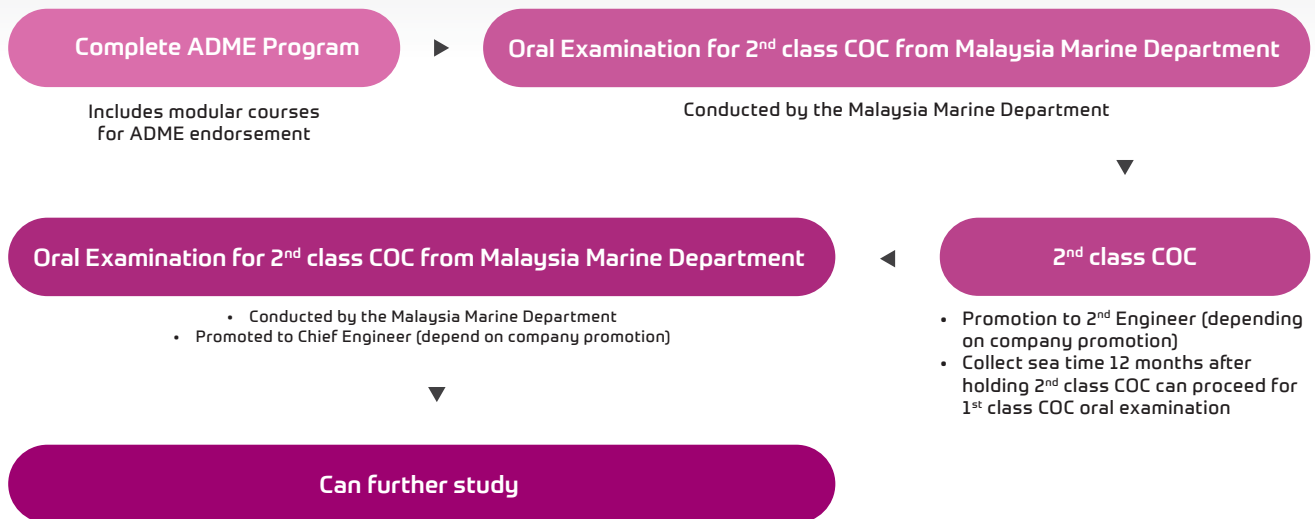 Complete ADME Program
Includes modular courses
for ADME endorsement
Oral Examination for 2nd class COC from Malaysia Marine Department
Conducted by the Malaysia Marine Department
2nd class COC
• Promotion to 2nd Engineer (depending
on company promotion)
• Collect sea time 12 months after
holding 2nd class COC can proceed for
1st class COC oral examination
Oral Examination for 2nd class COC from Malaysia Marine Department
• Conducted by the Malaysia Marine Department
• Promoted to Chief Engineer (depend on company promotion)
Can further study